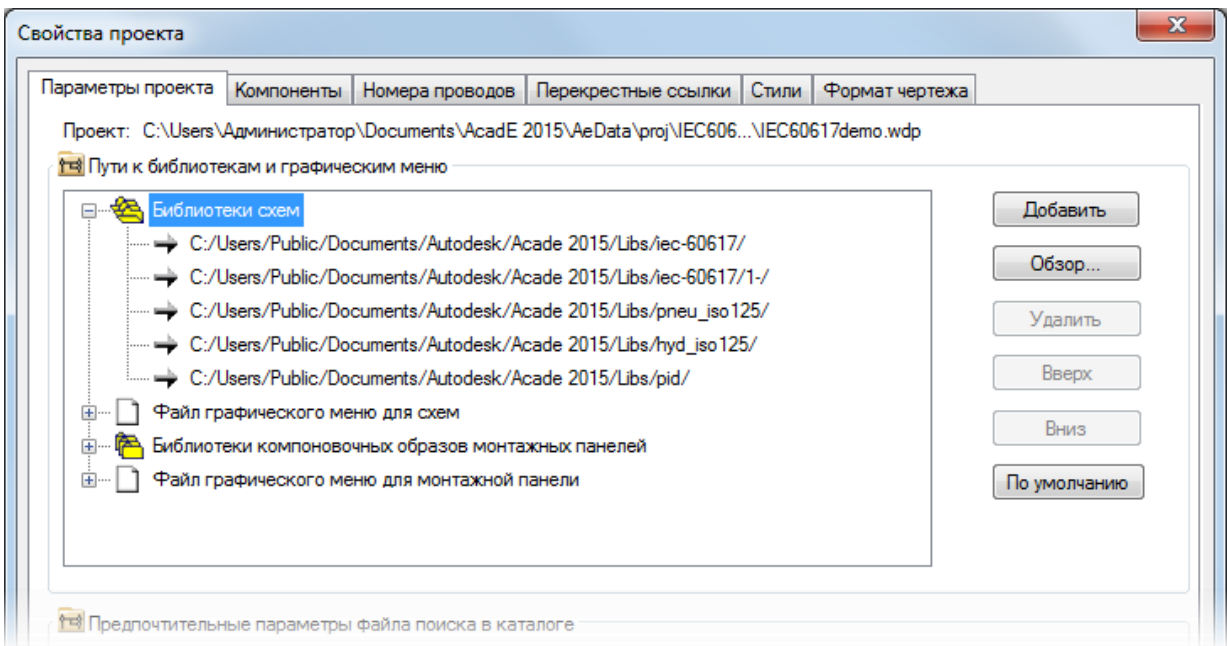 Свойства проекта
Параметры проекта Компоненты Номера проводов Перекрестные ссылки Стили Формат чертежа
Проект: C:\Users\Администратор\Documents\AcadE 2015\AeData\proj\IEC606...\IEC60617demo.wdp
Пути к библиотекам и графическим меню
Библиотеки схем Добавить
C:/Users/Public/Documents/Autodesk/Acade 2015/Libs/iec-60617/
Обзор...
C:/Users/Public/Documents/Autodesk/Acade 2015/Libs/iec-60617/1-/
C:/Users/Public/Documents/Autodesk/Acade 2015/Libs/pneu_iso125/
Удалить
C:/Users/Public/Documents/Autodesk/Acade 2015/Libs/hyd_iso125/
C:/Users/Public/Documents/Autodesk/Acade 2015/Libs/pid/
Вверх
Файл графического меню для схем
Вниз
Библиотеки компоновочных образов монтажных панелей
Файл графического меню для монтажной панели
По умолчанию
Предпочтительные параметры файла поиска в каталоге